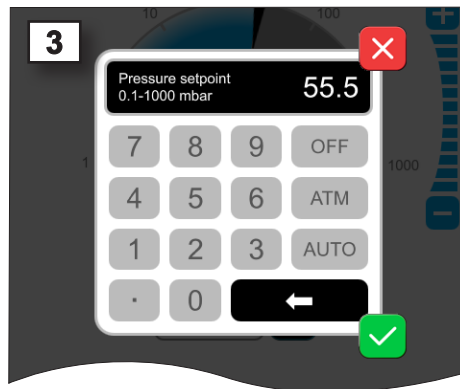 10 100
3
Pressure setpoint
0.1-1000 mbar
55.5
7 8 9 OFF
1 1000
4 5 6 ATM
1 2 3 AUTO
. 0